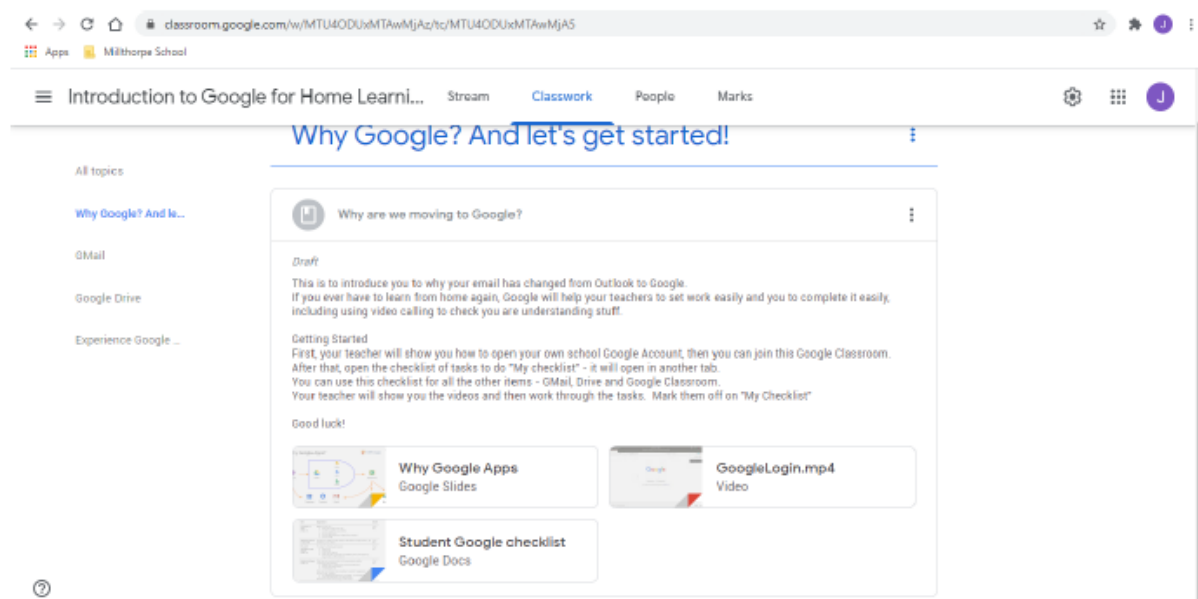 classroom.google.com/w/MTU4ODUxMTAwMjAz/tc/MTU4ODUxMTAwMjA5
J
Apps
Millthorpe School
Introduction to Google for Home Learni...
Stream
Classwork
People
Marks
J
Why Google? And let's get started!
All topics
Why Google? And le...
GMail
Google Drive
Experience Google ...
Why are we moving to Google?
Draft
This is to introduce you to why your email has changed from Outlook to Google.
If you ever have to learn from home again, Google will help your teachers to set work easily and you to complete it easily,
including using video calling to check you are understanding stuff.
Getting Started
First, your teacher will show you how to open your own school Google Account, then you can join this Google Classroom.
After that, open the checklist of tasks to do "My checklist" - it will open in another tab.
You can use this checklist for all the other items - GMail, Drive and Google Classroom.
Your teacher will show you the videos and then work through the tasks. Mark them off on "My Checklist"
Good luck!
Why Google Apps
Google Slides
Google
GoogleLogin.mp4
Video
Student Google checklist
Google Docs